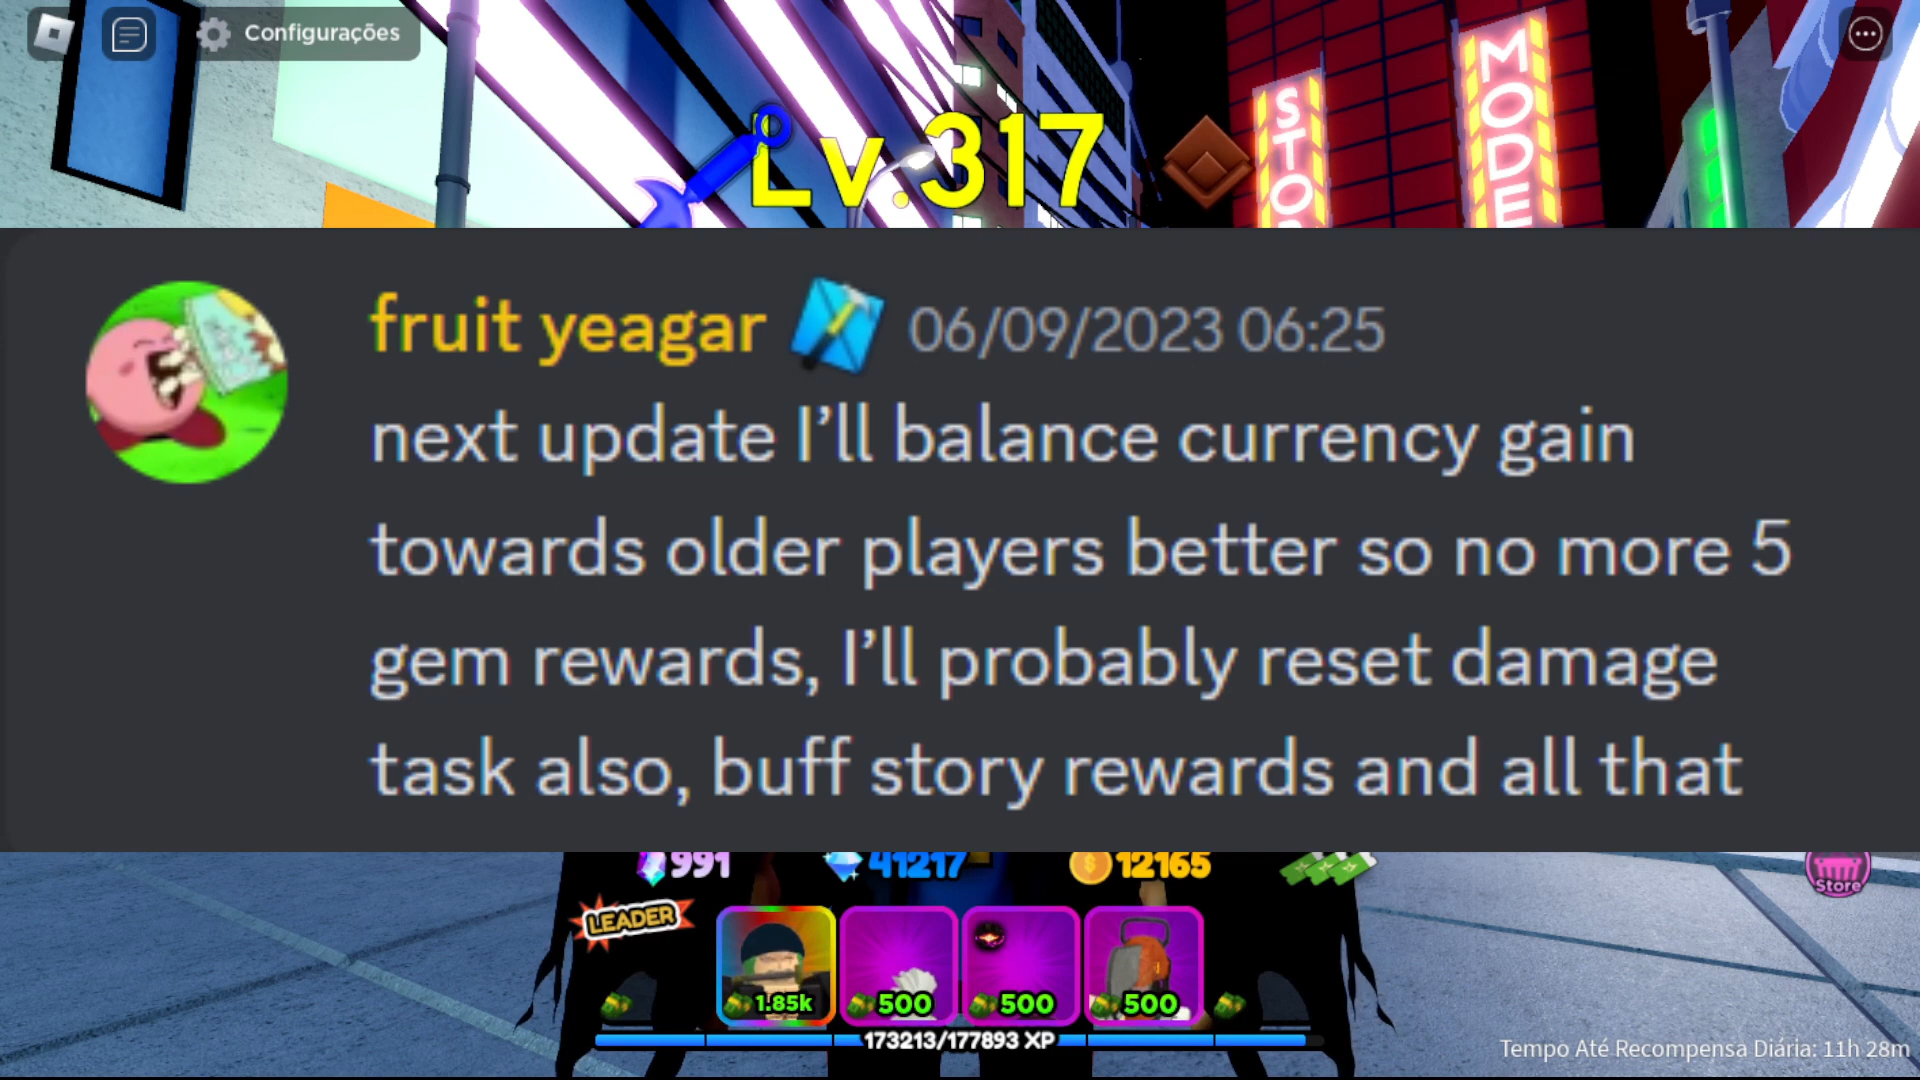 Configurações
Lv.317
STO
MODE
fruit yeagar 06/09/2023 06:25
next update I’ll balance currency gain
towards older players better so no more 5
gem rewards, I’ll probably reset damage
task also, buff story rewards and all that
991 41217 12165
Store
LEADER
1.85k 500 500 500
173213/177893 XP
Tempo Até Recompensa Diária: 11h 28m